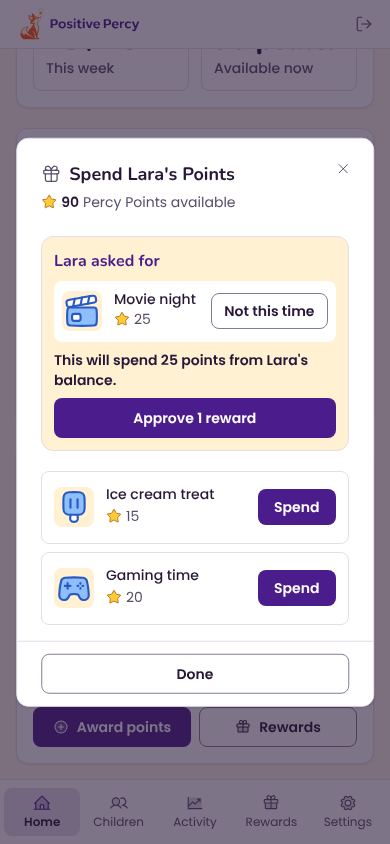 Positive Percy
This week
Available now
Spend Lara's Points
90 Percy Points available
Lara asked for
Movie night
25
Not this time
This will spend 25 points from Lara's
balance.
Approve 1 reward
Ice cream treat
15
Spend
Gaming time
20
Spend
Done
Award points
Rewards
Home
Children
Activity
Rewards
Settings